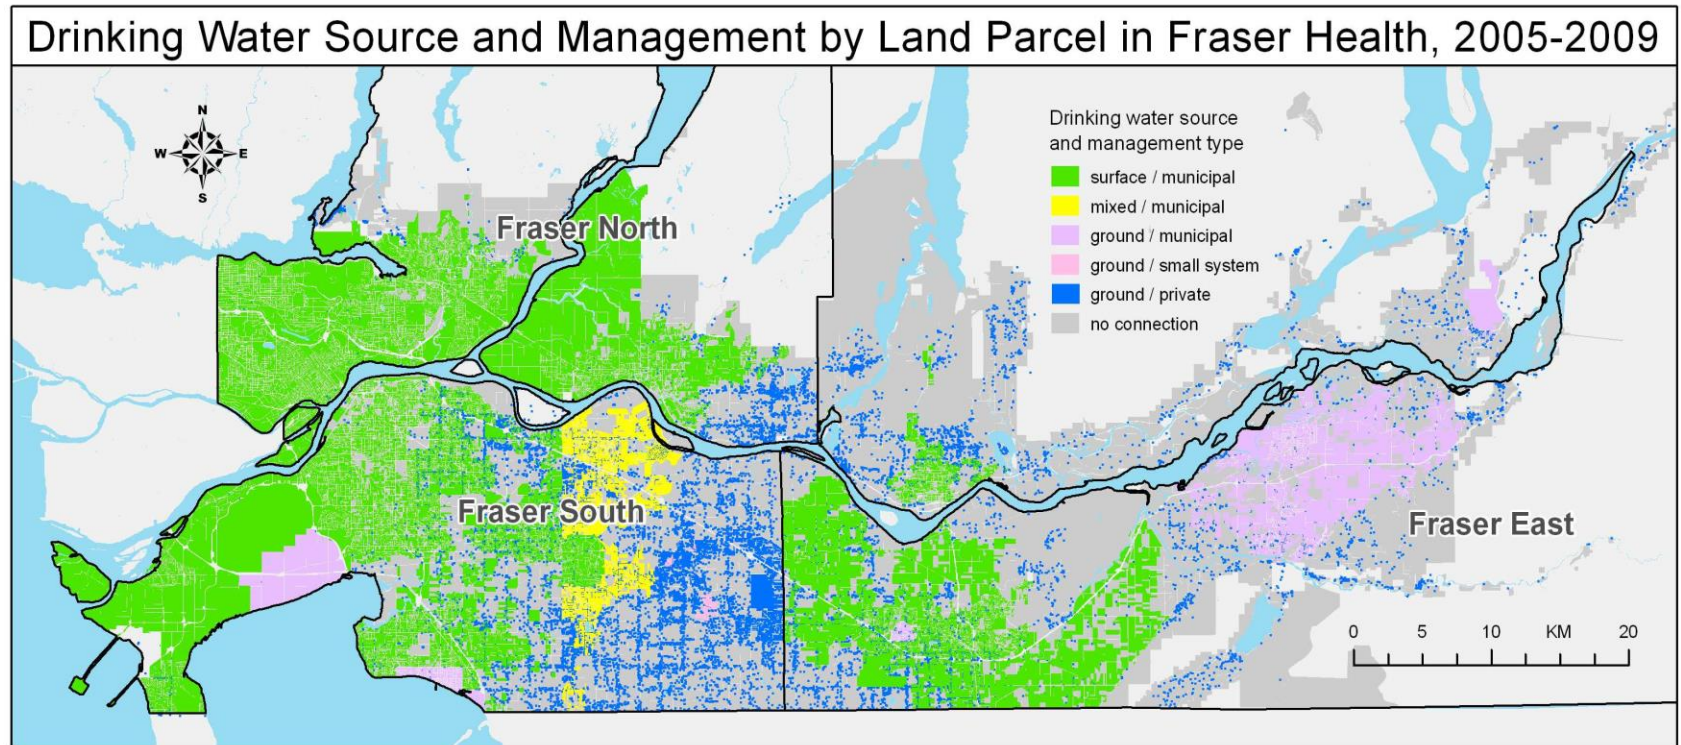 Drinking Water Source and Management by Land Parcel in Fraser Health, 2005-2009
N
W
E
S
Drinking water source
and management type
surface / municipal
mixed / municipal
ground / municipal
ground / small system
ground / private
no connection
Fraser North
Fraser South
Fraser East
0 5 10 KM 20